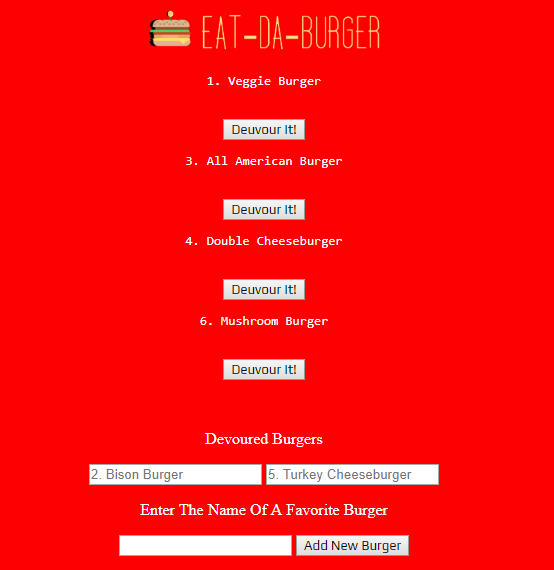 EAT-DA-BURGER
1. Veggie Burger
Deuvour It!
3. All American Burger
Deuvour It!
4. Double Cheeseburger
Deuvour It!
6. Mushroom Burger
Deuvour It!
Devoured Burgers
2. Bison Burger 5. Turkey Cheeseburger
Enter The Name Of A Favorite Burger
Add New Burger